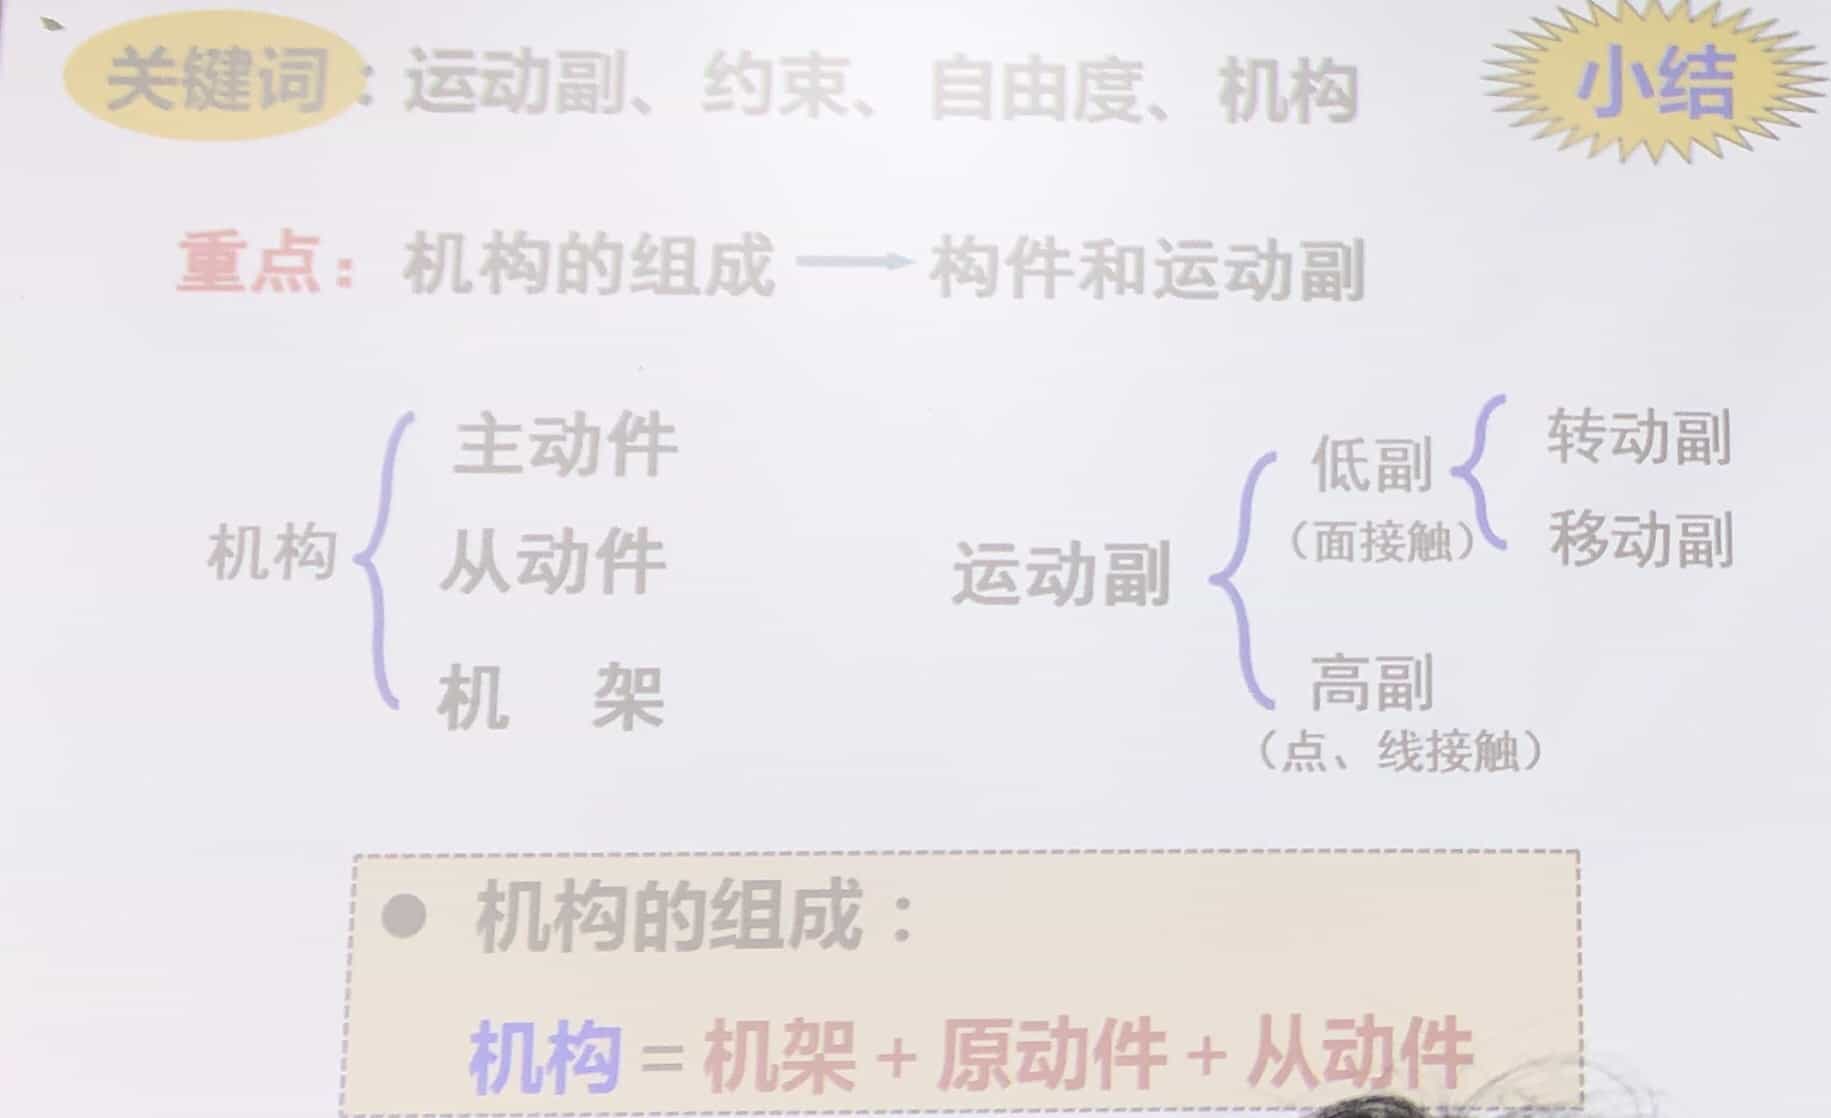 关键词：运动副、约束、自由度、机构
小结
重点：机构的组成 → 构件和运动副
机构
主动件
从动件
机 架
运动副
低副
（面接触）
转动副
移动副
高副
（点、线接触）
● 机构的组成：
机构 = 机架 + 原动件 + 从动件